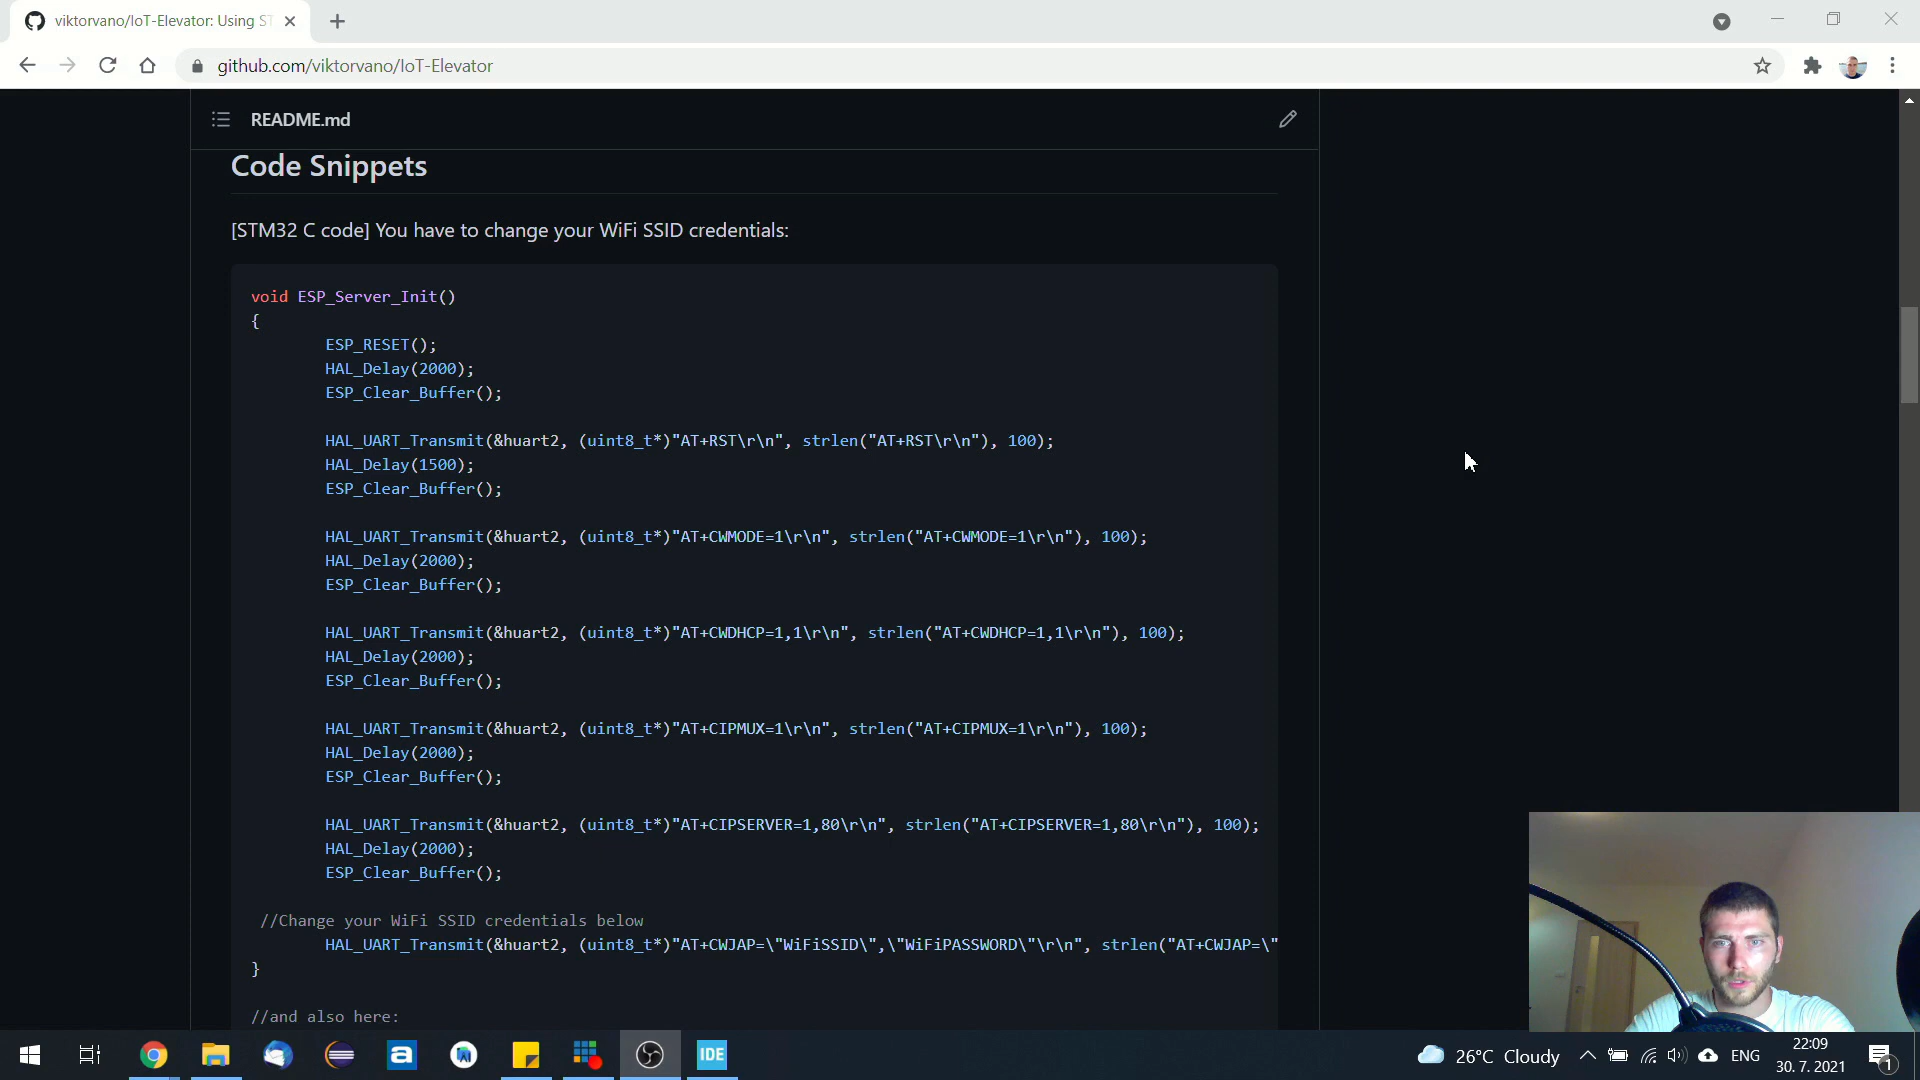 viktorvano/IoT-Elevator: Using ST
github.com/viktorvano/IoT-Elevator
README.md
Code Snippets
[STM32 C code] You have to change your WiFi SSID credentials:
void ESP_Server_Init()
{
ESP_RESET();
HAL_Delay(2000);
ESP_Clear_Buffer();
HAL_UART_Transmit(&huart2, (uint8_t*)"AT+RST\r\n", strlen("AT+RST\r\n"), 100);
HAL_Delay(1500);
ESP_Clear_Buffer();
HAL_UART_Transmit(&huart2, (uint8_t*)"AT+CWMODE=1\r\n", strlen("AT+CWMODE=1\r\n"), 100);
HAL_Delay(2000);
ESP_Clear_Buffer();
HAL_UART_Transmit(&huart2, (uint8_t*)"AT+CWDHCP=1,1\r\n", strlen("AT+CWDHCP=1,1\r\n"), 100);
HAL_Delay(2000);
ESP_Clear_Buffer();
HAL_UART_Transmit(&huart2, (uint8_t*)"AT+CIPMUX=1\r\n", strlen("AT+CIPMUX=1\r\n"), 100);
HAL_Delay(2000);
ESP_Clear_Buffer();
HAL_UART_Transmit(&huart2, (uint8_t*)"AT+CIPSERVER=1,80\r\n", strlen("AT+CIPSERVER=1,80\r\n"), 100);
HAL_Delay(2000);
ESP_Clear_Buffer();
//Change your WiFi SSID credentials below
HAL_UART_Transmit(&huart2, (uint8_t*)"AT+CWJAP=\"WiFiSSID\",\"WiFiPASSWORD\"\r\n", strlen("AT+CWJAP=\"
}
//and also here:
a
IDE
26°C Cloudy
ENG
22:09
30. 7. 2021
1